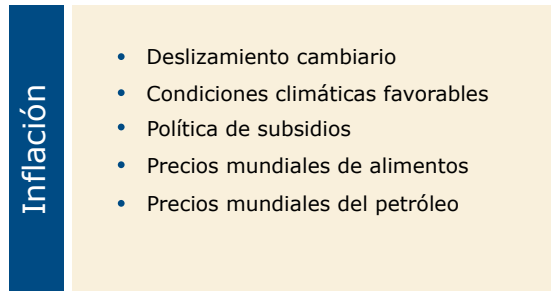 Inflación
• Deslizamiento cambiario
• Condiciones climáticas favorables
• Política de subsidios
• Precios mundiales de alimentos
• Precios mundiales del petróleo